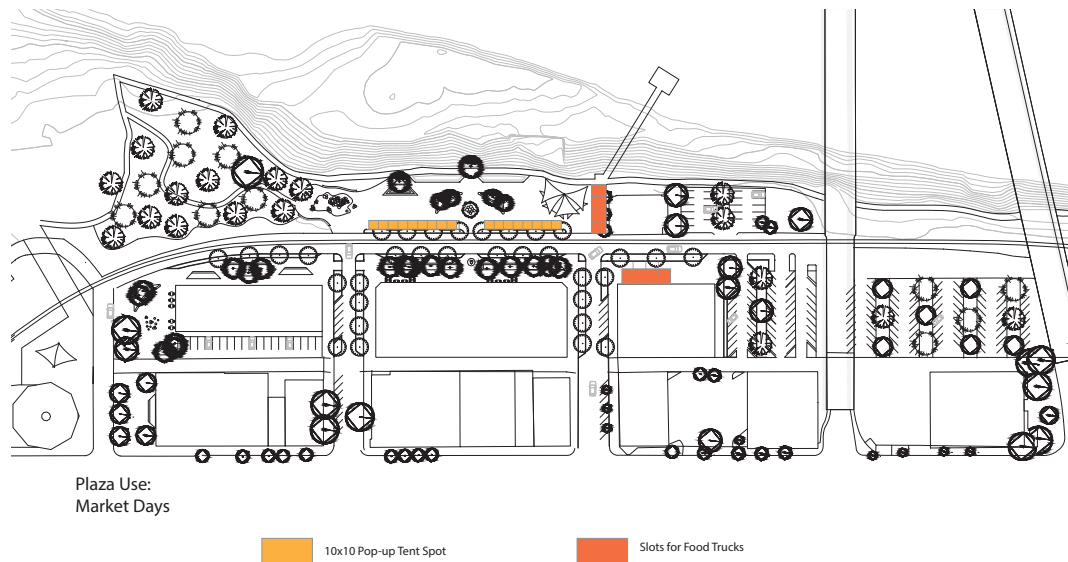 Plaza Use:
Market Days
10x10 Pop-up Tent Spot
Slots for Food Trucks